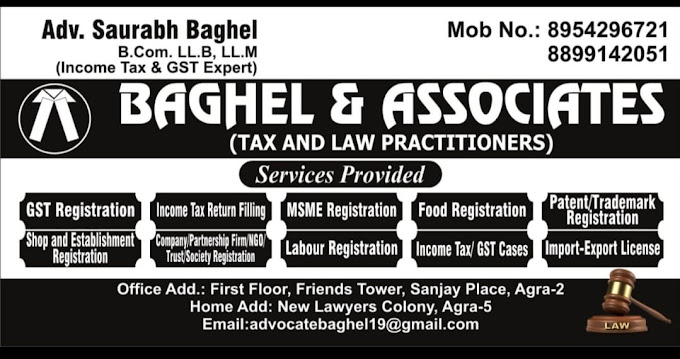 Adv. Saurabh Baghel
B.Com. LL.B, LL.M
(Income Tax & GST Expert)
Mob No.: 8954296721
8899142051
BAGHEL & ASSOCIATES
(TAX AND LAW PRACTITIONERS)
Services Provided
GST Registration
Income Tax Return Filling
MSME Registration
Food Registration
Patent/Trademark
Registration
Shop and Establishment
Registration
Company/Partnership Firm/NGO/
Trust/Society Registration
Labour Registration
Income Tax/ GST Cases
Import-Export License
Office Add.: First Floor, Friends Tower, Sanjay Place, Agra-2
Home Add: New Lawyers Colony, Agra-5
Email:advocatebaghel19@gmail.com
LAW